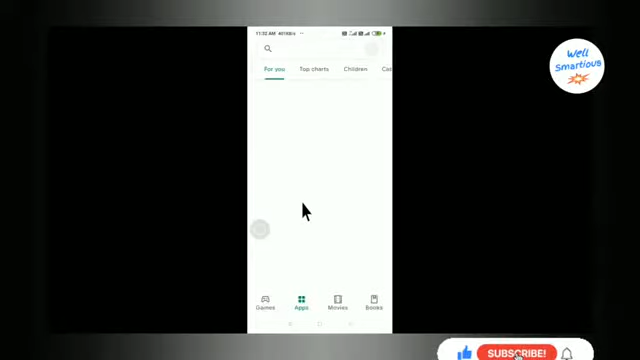 11:32 AM
For you Top charts Children
Games Apps Movies Books
Well
Smartious
SUBSCRIBE!